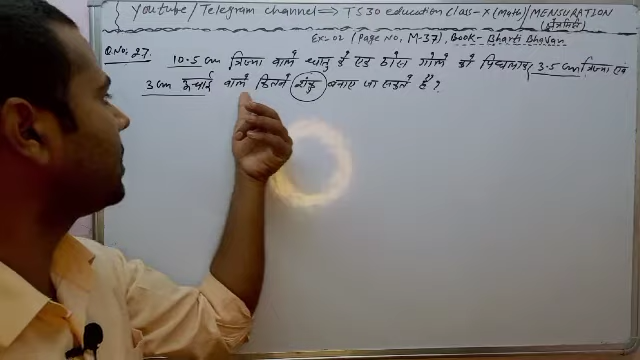 Youtube/Telegram channel ⇒ TS30 education class-X (Math) // MENSURATION
(क्षेत्रमिति)
Ex-02 (Page No, M-37), Book- Bharti Bhavan
Q.No; 27. 10.5 cm त्रिज्या वाले धातु के एक ठोस गोले को पिघलाकर 3.5 cm त्रिज्या एवं
3 cm ऊँचाई वाले कितने शंकु बनाए जा सकते हैं?